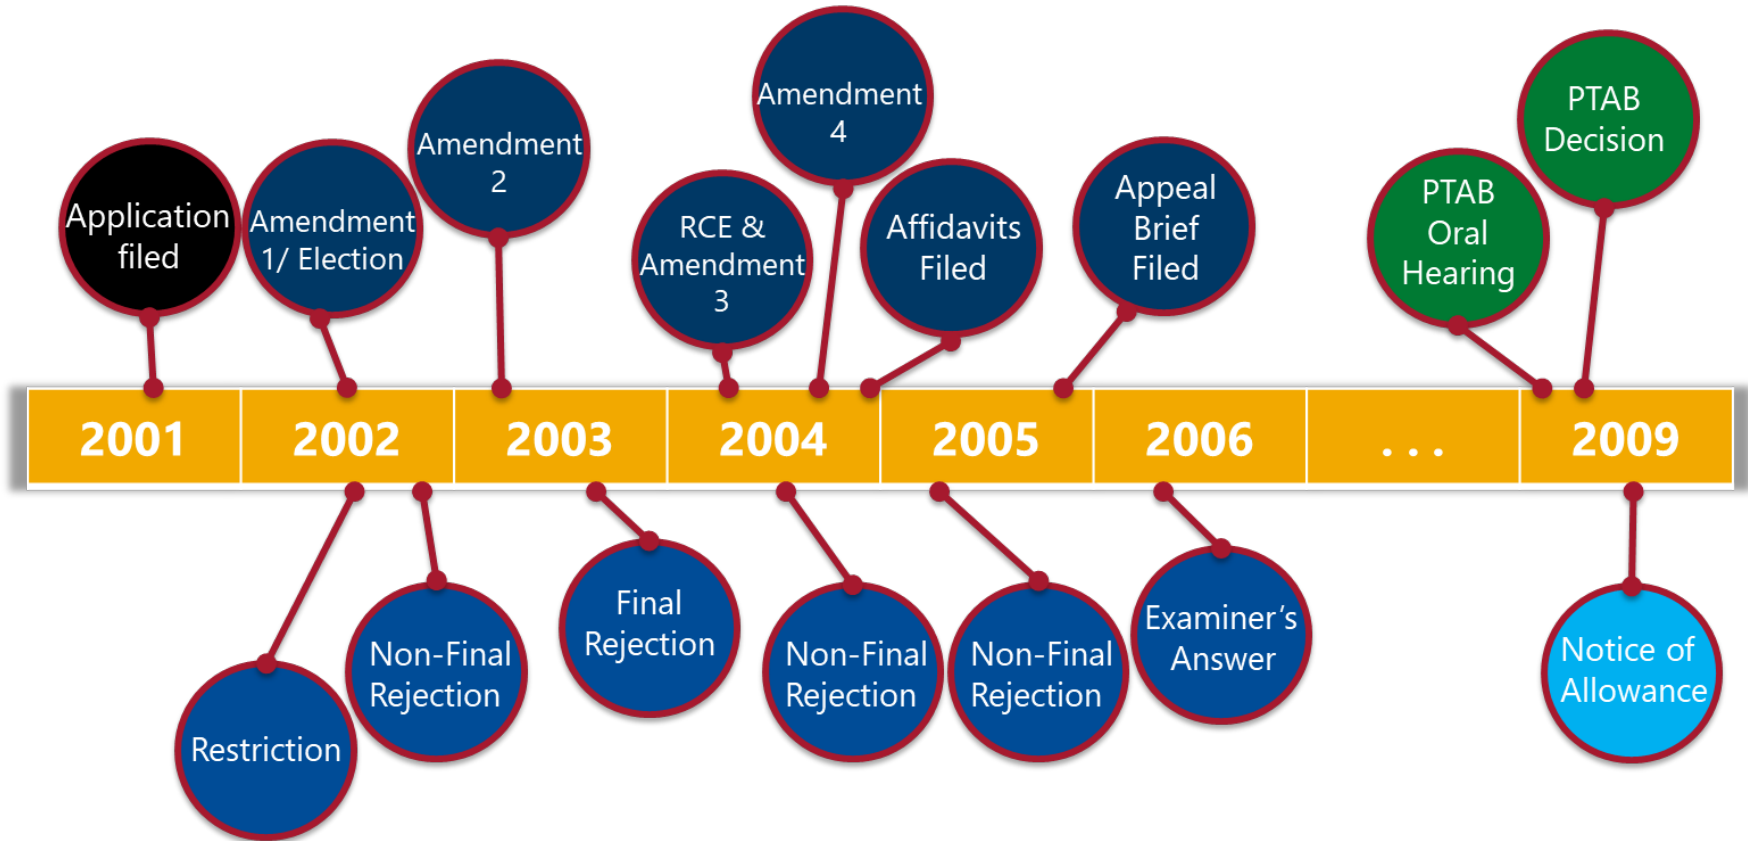 Application
filed
Amendment
1/ Election
Amendment
2
RCE &
Amendment
3
Amendment
4
Affidavits
Filed
Appeal
Brief
Filed
PTAB
Oral
Hearing
PTAB
Decision
2001
2002
2003
2004
2005
2006
. . .
2009
Restriction
Non-Final
Rejection
Final
Rejection
Non-Final
Rejection
Non-Final
Rejection
Examiner‘s
Answer
Notice of
Allowance